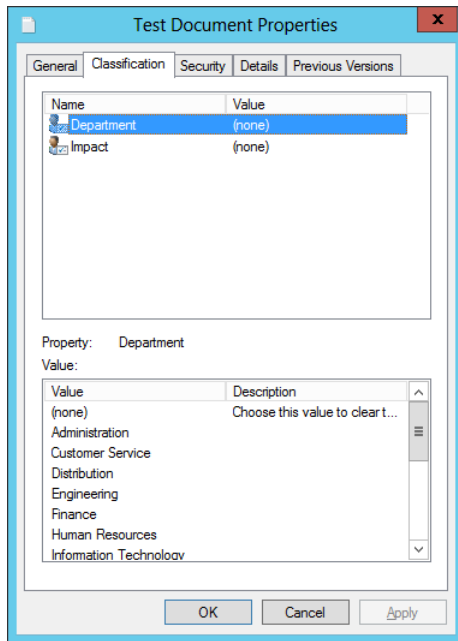 Test Document Properties
x
General Classification Security Details Previous Versions
Name Value
Department (none)
Impact (none)
Property: Department
Value:
Value Description
(none) Choose this value to clear t...
Administration
Customer Service
Distribution
Engineering
Finance
Human Resources
Information Technology
OK Cancel Apply